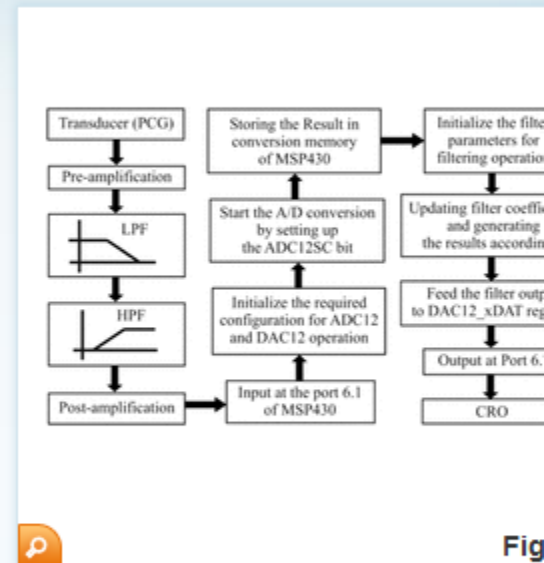 Transducer (PCG)
Pre-amplification
LPF
HPF
Post-amplification
Input at the port 6.1
of MSP430
Initialize the required
configuration for ADC12
and DAC12 operation
Start the A/D conversion
by setting up
the ADC12SC bit
Storing the Result in
conversion memory
of MSP430
Initialize the filte
parameters for
filtering operatio
Updating filter coeffic
and generating
the results accordin
Feed the filter outp
to DAC12_xDAT reg
Output at Port 6.
CRO
Fig